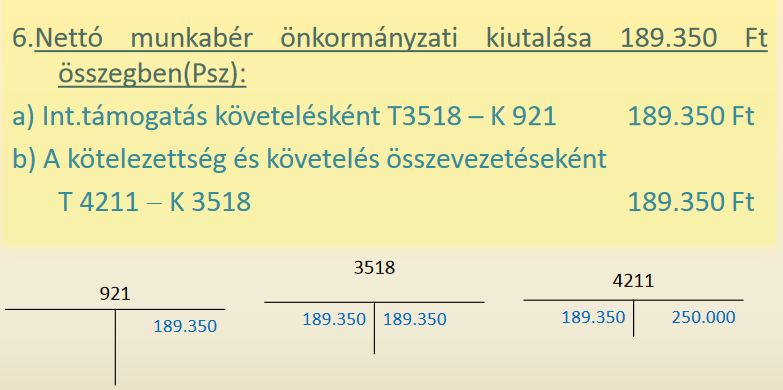 6.Nettó munkabér önkormányzati kiutalása 189.350 Ft
összegben(Psz):
a) Int.támogatás követelésként T3518 – K 921 189.350 Ft
b) A kötelezettség és követelés összevezetéseként
T 4211 – K 3518 189.350 Ft
921
189.350
3518
189.350 189.350
4211
189.350 250.000